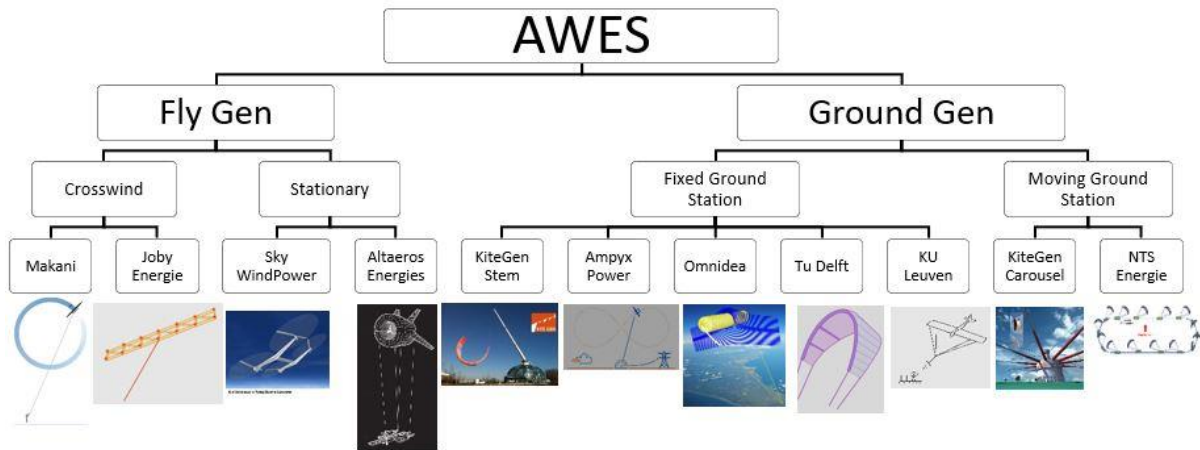 AWES
Fly Gen
Ground Gen
Crosswind
Stationary
Fixed Ground
Station
Moving Ground
Station
Makani
Joby
Energie
Sky
WindPower
Altaeros
Energies
KiteGen
Stem
Ampyx
Power
Omnidea
Tu Delft
KU
Leuven
KiteGen
Carousel
NTS
Energie